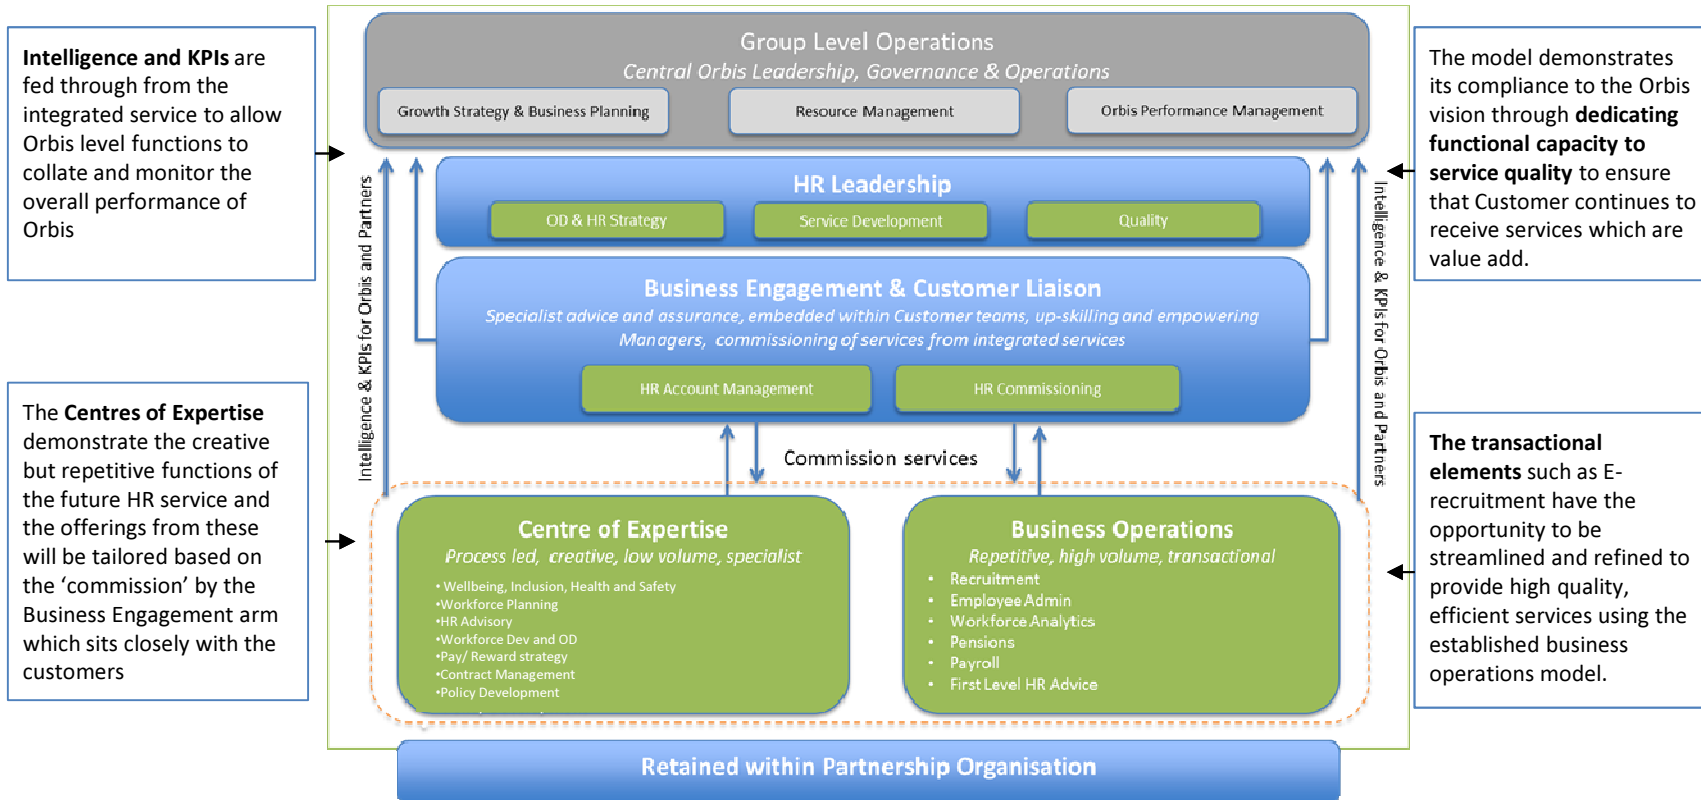 Intelligence and KPIs are
fed through from the
integrated service to allow
Orbis level functions to
collate and monitor the
overall performance of
Orbis
The Centres of Expertise
demonstrate the creative
but repetitive functions of
the future HR service and
the offerings from these
will be tailored based on
the ‘commission’ by the
Business Engagement arm
which sits closely with the
customers
Group Level Operations
Central Orbis Leadership, Governance & Operations
Growth Strategy & Business Planning
Resource Management
Orbis Performance Management
Intelligence & KPIs for Orbis and Partners
HR Leadership
OD & HR Strategy
Service Development
Quality
Business Engagement & Customer Liaison
Specialist advice and assurance, embedded within Customer teams, up-skilling and empowering
Managers, commissioning of services from integrated services
HR Account Management
HR Commissioning
Intelligence & KPIs for Orbis and Partners
Commission services
Centre of Expertise
Process led, creative, low volume, specialist
•Wellbeing, Inclusion, Health and Safety
•Workforce Planning
•HR Advisory
•Workforce Dev and OD
•Pay/ Reward strategy
•Contract Management
•Policy Development
Business Operations
Repetitive, high volume, transactional
• Recruitment
• Employee Admin
• Workforce Analytics
• Pensions
• Payroll
• First Level HR Advice
Retained within Partnership Organisation
The model demonstrates
its compliance to the Orbis
vision through dedicating
functional capacity to
service quality to ensure
that Customer continues to
receive services which are
value add.
The transactional
elements such as E-
recruitment have the
opportunity to be
streamlined and refined to
provide high quality,
efficient services using the
established business
operations model.